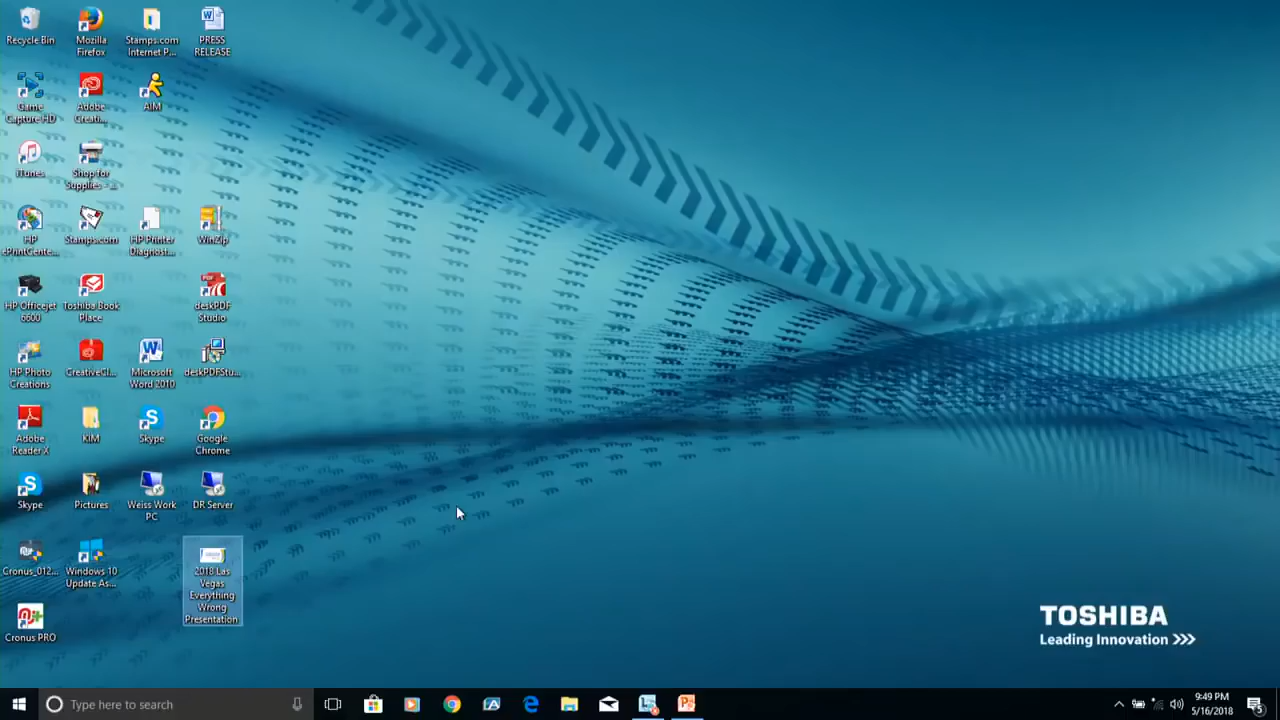 Recycle Bin
Mozilla
Firefox
Stamps.com
Internet P...
PRESS
RELEASE
Game
Capture HD
Adobe
Creati...
AIM
iTunes
Shop for
Supplies - ...
HP
ePrintCente...
Stamps.com
HP Printer
Diagnost...
WinZip
HP Officejet
6600
Toshiba Book
Place
deskPDF
Studio
HP Photo
Creations
CreativeCl...
Microsoft
Word 2010
deskPDFStu...
Adobe
Reader X
KIM
Skype
Google
Chrome
Skype
Pictures
Weiss Work
PC
DR Server
Cronus_012...
Windows 10
Update As...
2018 Las
Vegas
Everything
Wrong
Presentation
Cronus PRO
TOSHIBA
Leading Innovation >>>
Type here to search
9:49 PM
5/16/2018
5